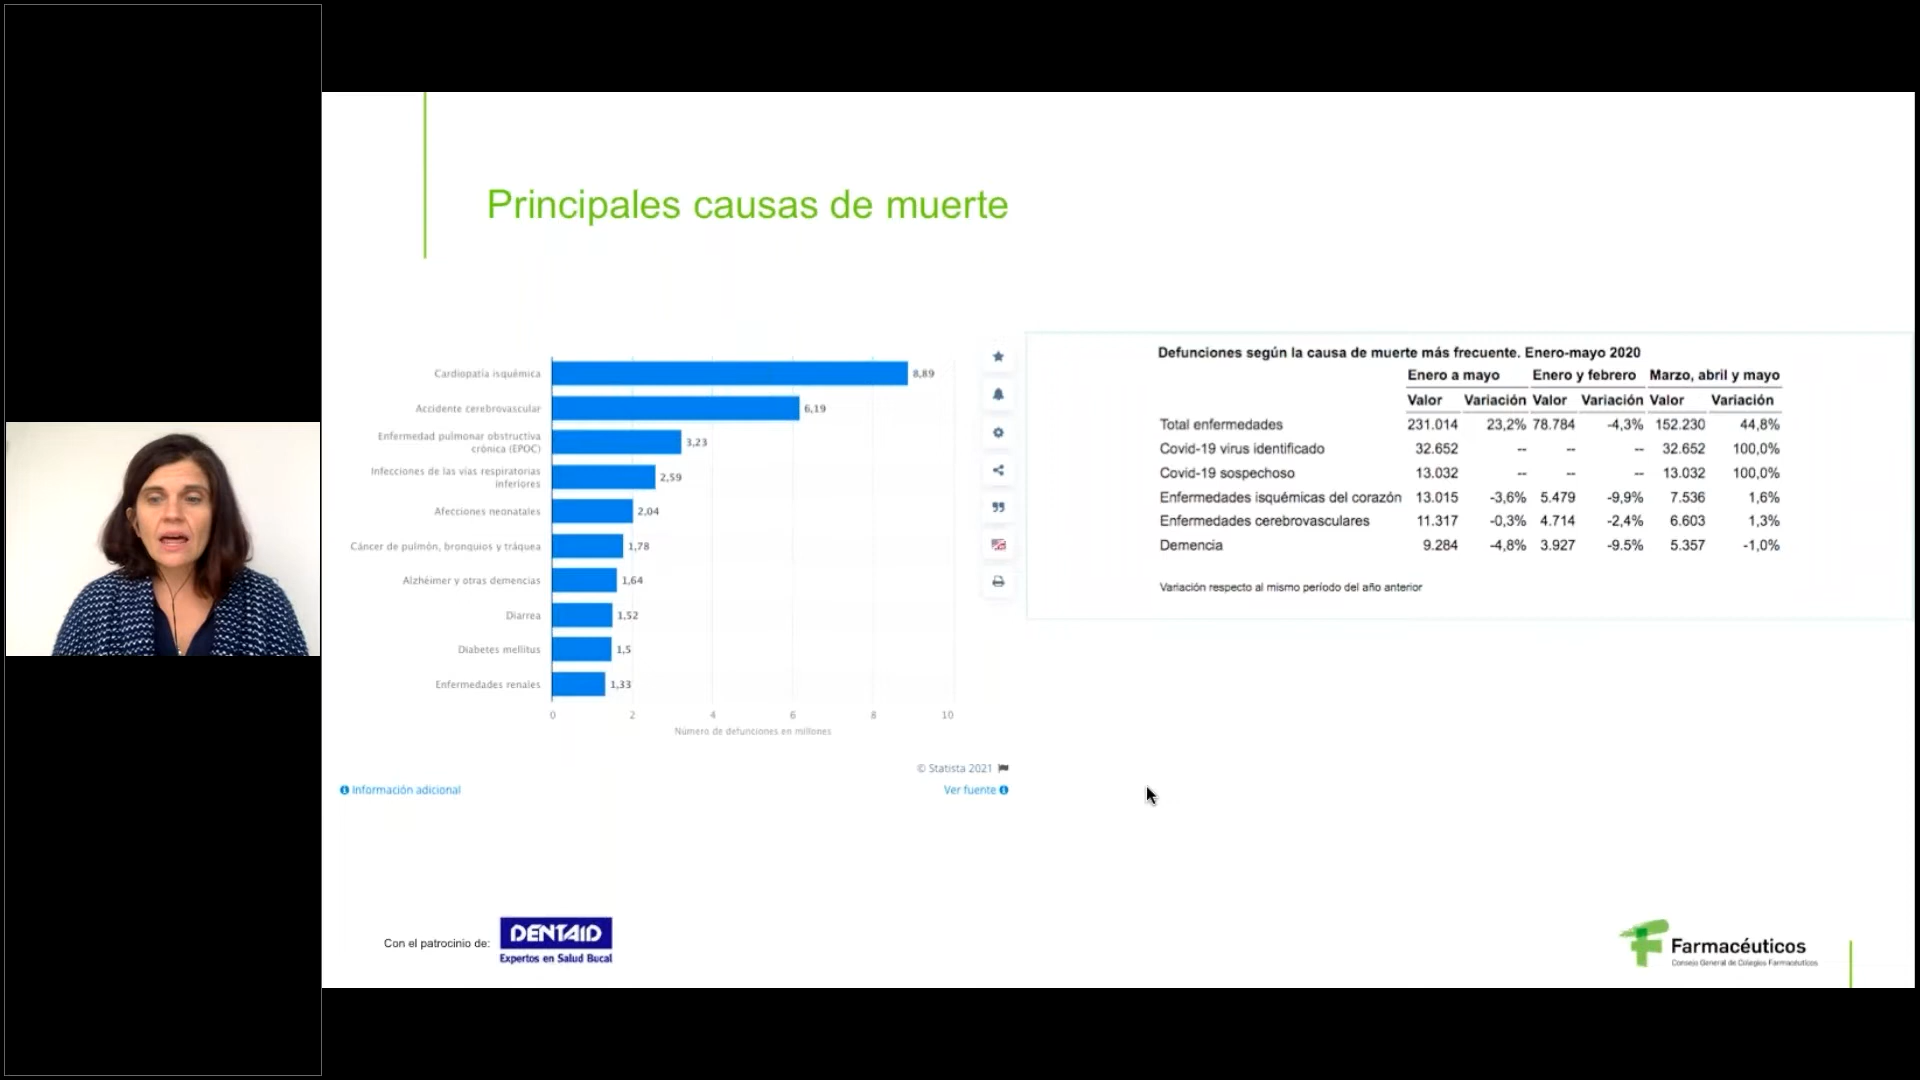 Principales causas de muerte
Cardiopatía isquémica 8,89
Accidente cerebrovascular 6,19
Enfermedad pulmonar obstructiva
crónica (EPOC) 3,23
Infecciones de las vías respiratorias
inferiores 2,59
Afecciones neonatales 2,04
Cáncer de pulmón, bronquios y tráquea 1,78
Alzhéimer y otras demencias 1,64
Diarrea 1,52
Diabetes mellitus 1,5
Enfermedades renales 1,33
0 2 4 6 8 10
Número de defunciones en millones
© Statista 2021
Información adicional
Ver fuente
Defunciones según la causa de muerte más frecuente. Enero-mayo 2020
Enero a mayo Enero y febrero Marzo, abril y mayo
Valor Variación Valor Variación Valor Variación
Total enfermedades 231.014 23,2% 78.784 -4,3% 152.230 44,8%
Covid-19 virus identificado 32.652 -- -- -- 32.652 100,0%
Covid-19 sospechoso 13.032 -- -- -- 13.032 100,0%
Enfermedades isquémicas del corazón 13.015 -3,6% 5.479 -9,9% 7.536 1,6%
Enfermedades cerebrovasculares 11.317 -0,3% 4.714 -2,4% 6.603 1,3%
Demencia 9.284 -4,8% 3.927 -9.5% 5.357 -1,0%
Variación respecto al mismo período del año anterior
Con el patrocinio de:
DENTAID
Expertos en Salud Bucal
Farmacéuticos
Consejo General de Colegios Farmacéuticos